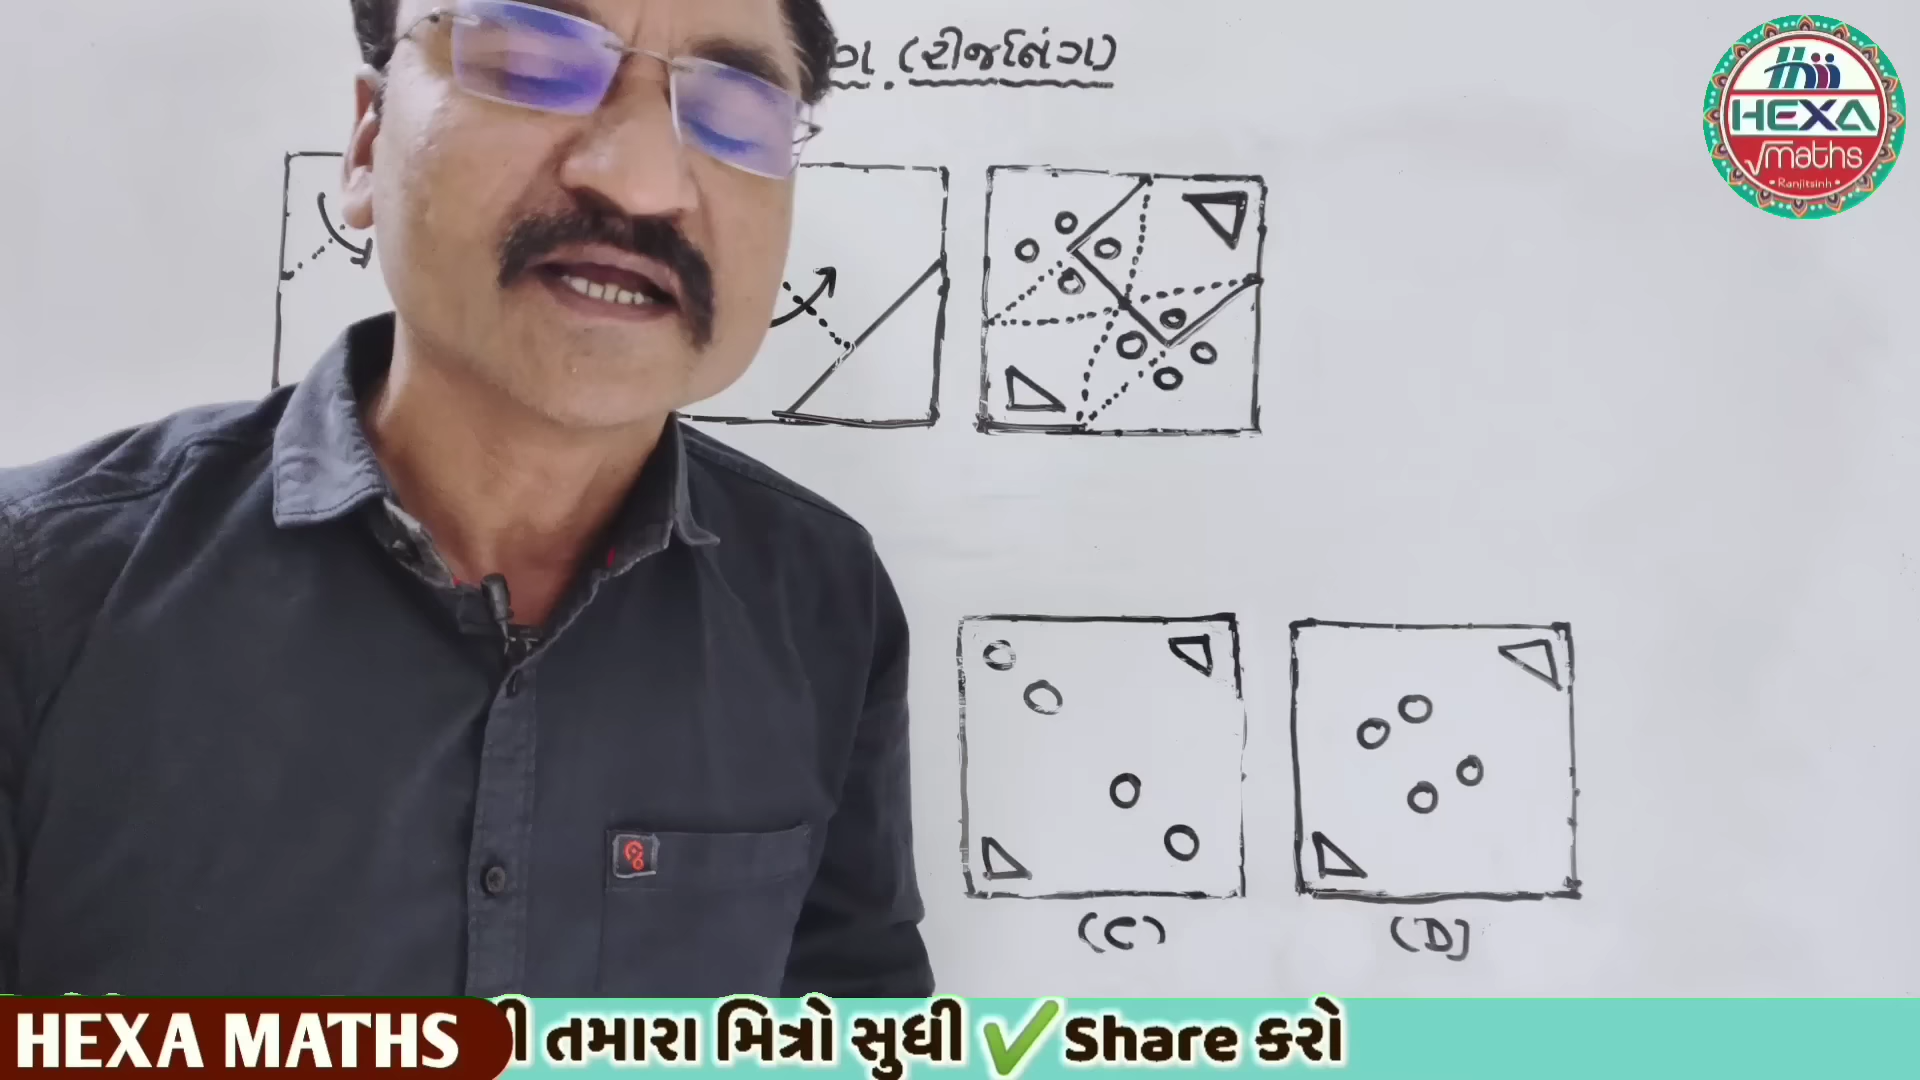 (રીજનિંગ)
HEXA
maths
Ranjitsinh
(C)
(D)
HEXA MATHS
તમારા મિત્રો સુધી ✔Share કરો